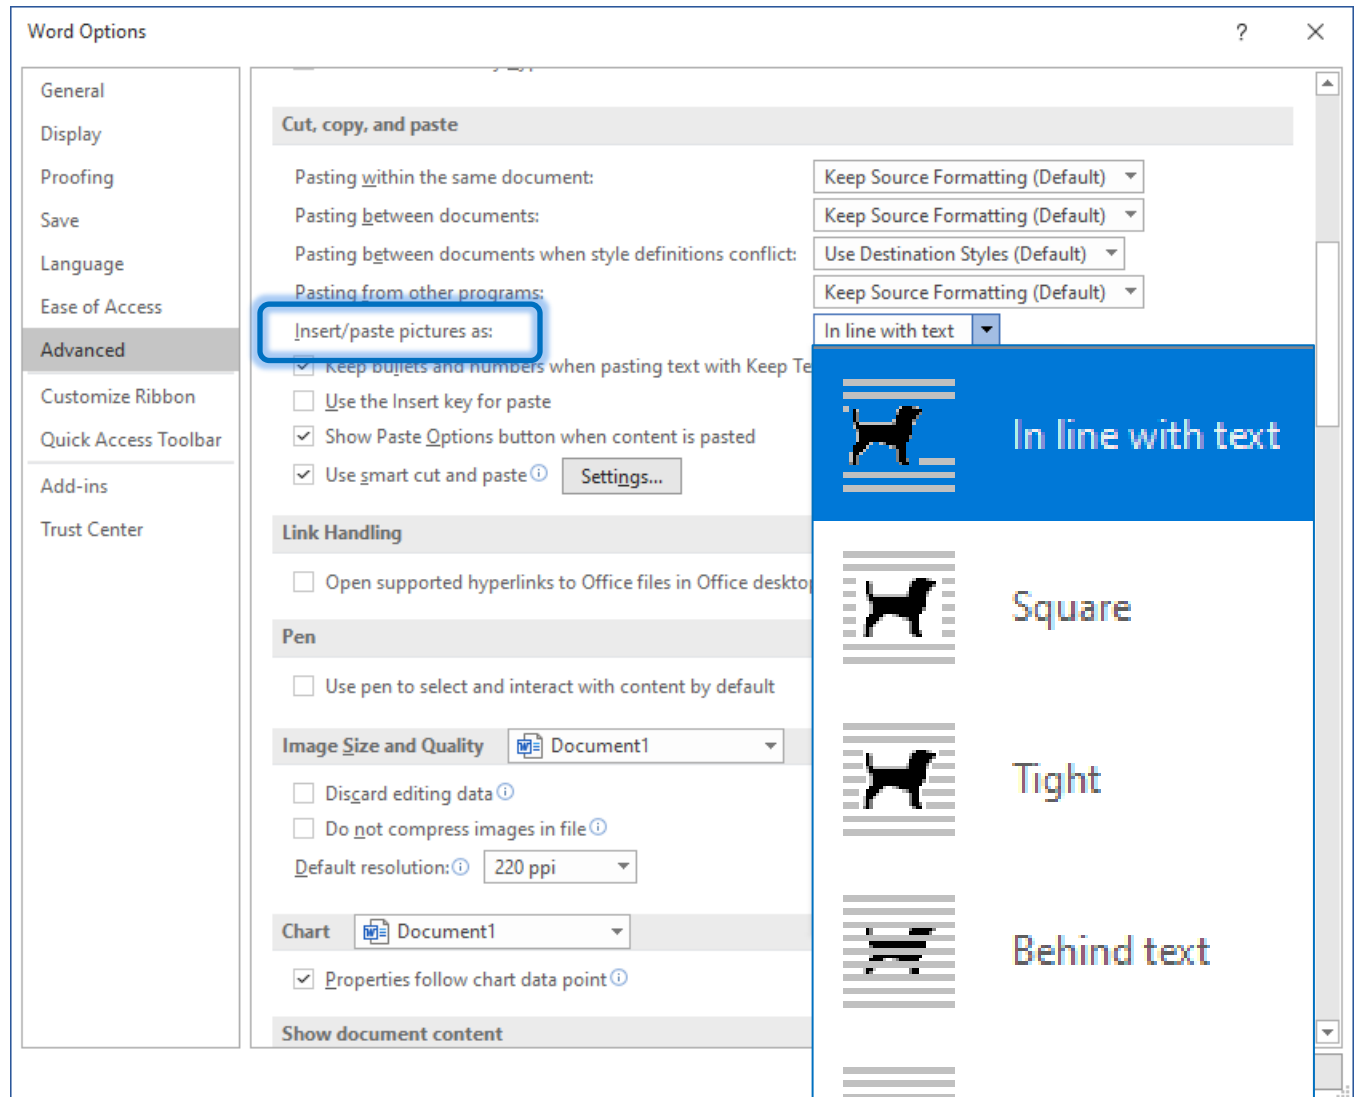 Word Options
?
General
Display
Proofing
Save
Language
Ease of Access
Advanced
Customize Ribbon
Quick Access Toolbar
Add-ins
Trust Center
Cut, copy, and paste
Pasting within the same document: Keep Source Formatting (Default)
Pasting between documents: Keep Source Formatting (Default)
Pasting between documents when style definitions conflict: Use Destination Styles (Default)
Pasting from other programs: Keep Source Formatting (Default)
Insert/paste pictures as: In line with text
Keep bullets and numbers when pasting text with Keep Te
Use the Insert key for paste
Show Paste Options button when content is pasted
Use smart cut and paste Settings...
Link Handling
Open supported hyperlinks to Office files in Office desktop
Pen
Use pen to select and interact with content by default
Image Size and Quality Document1
Discard editing data
Do not compress images in file
Default resolution: 220 ppi
Chart Document1
Properties follow chart data point
Show document content
In line with text
Square
Tight
Behind text